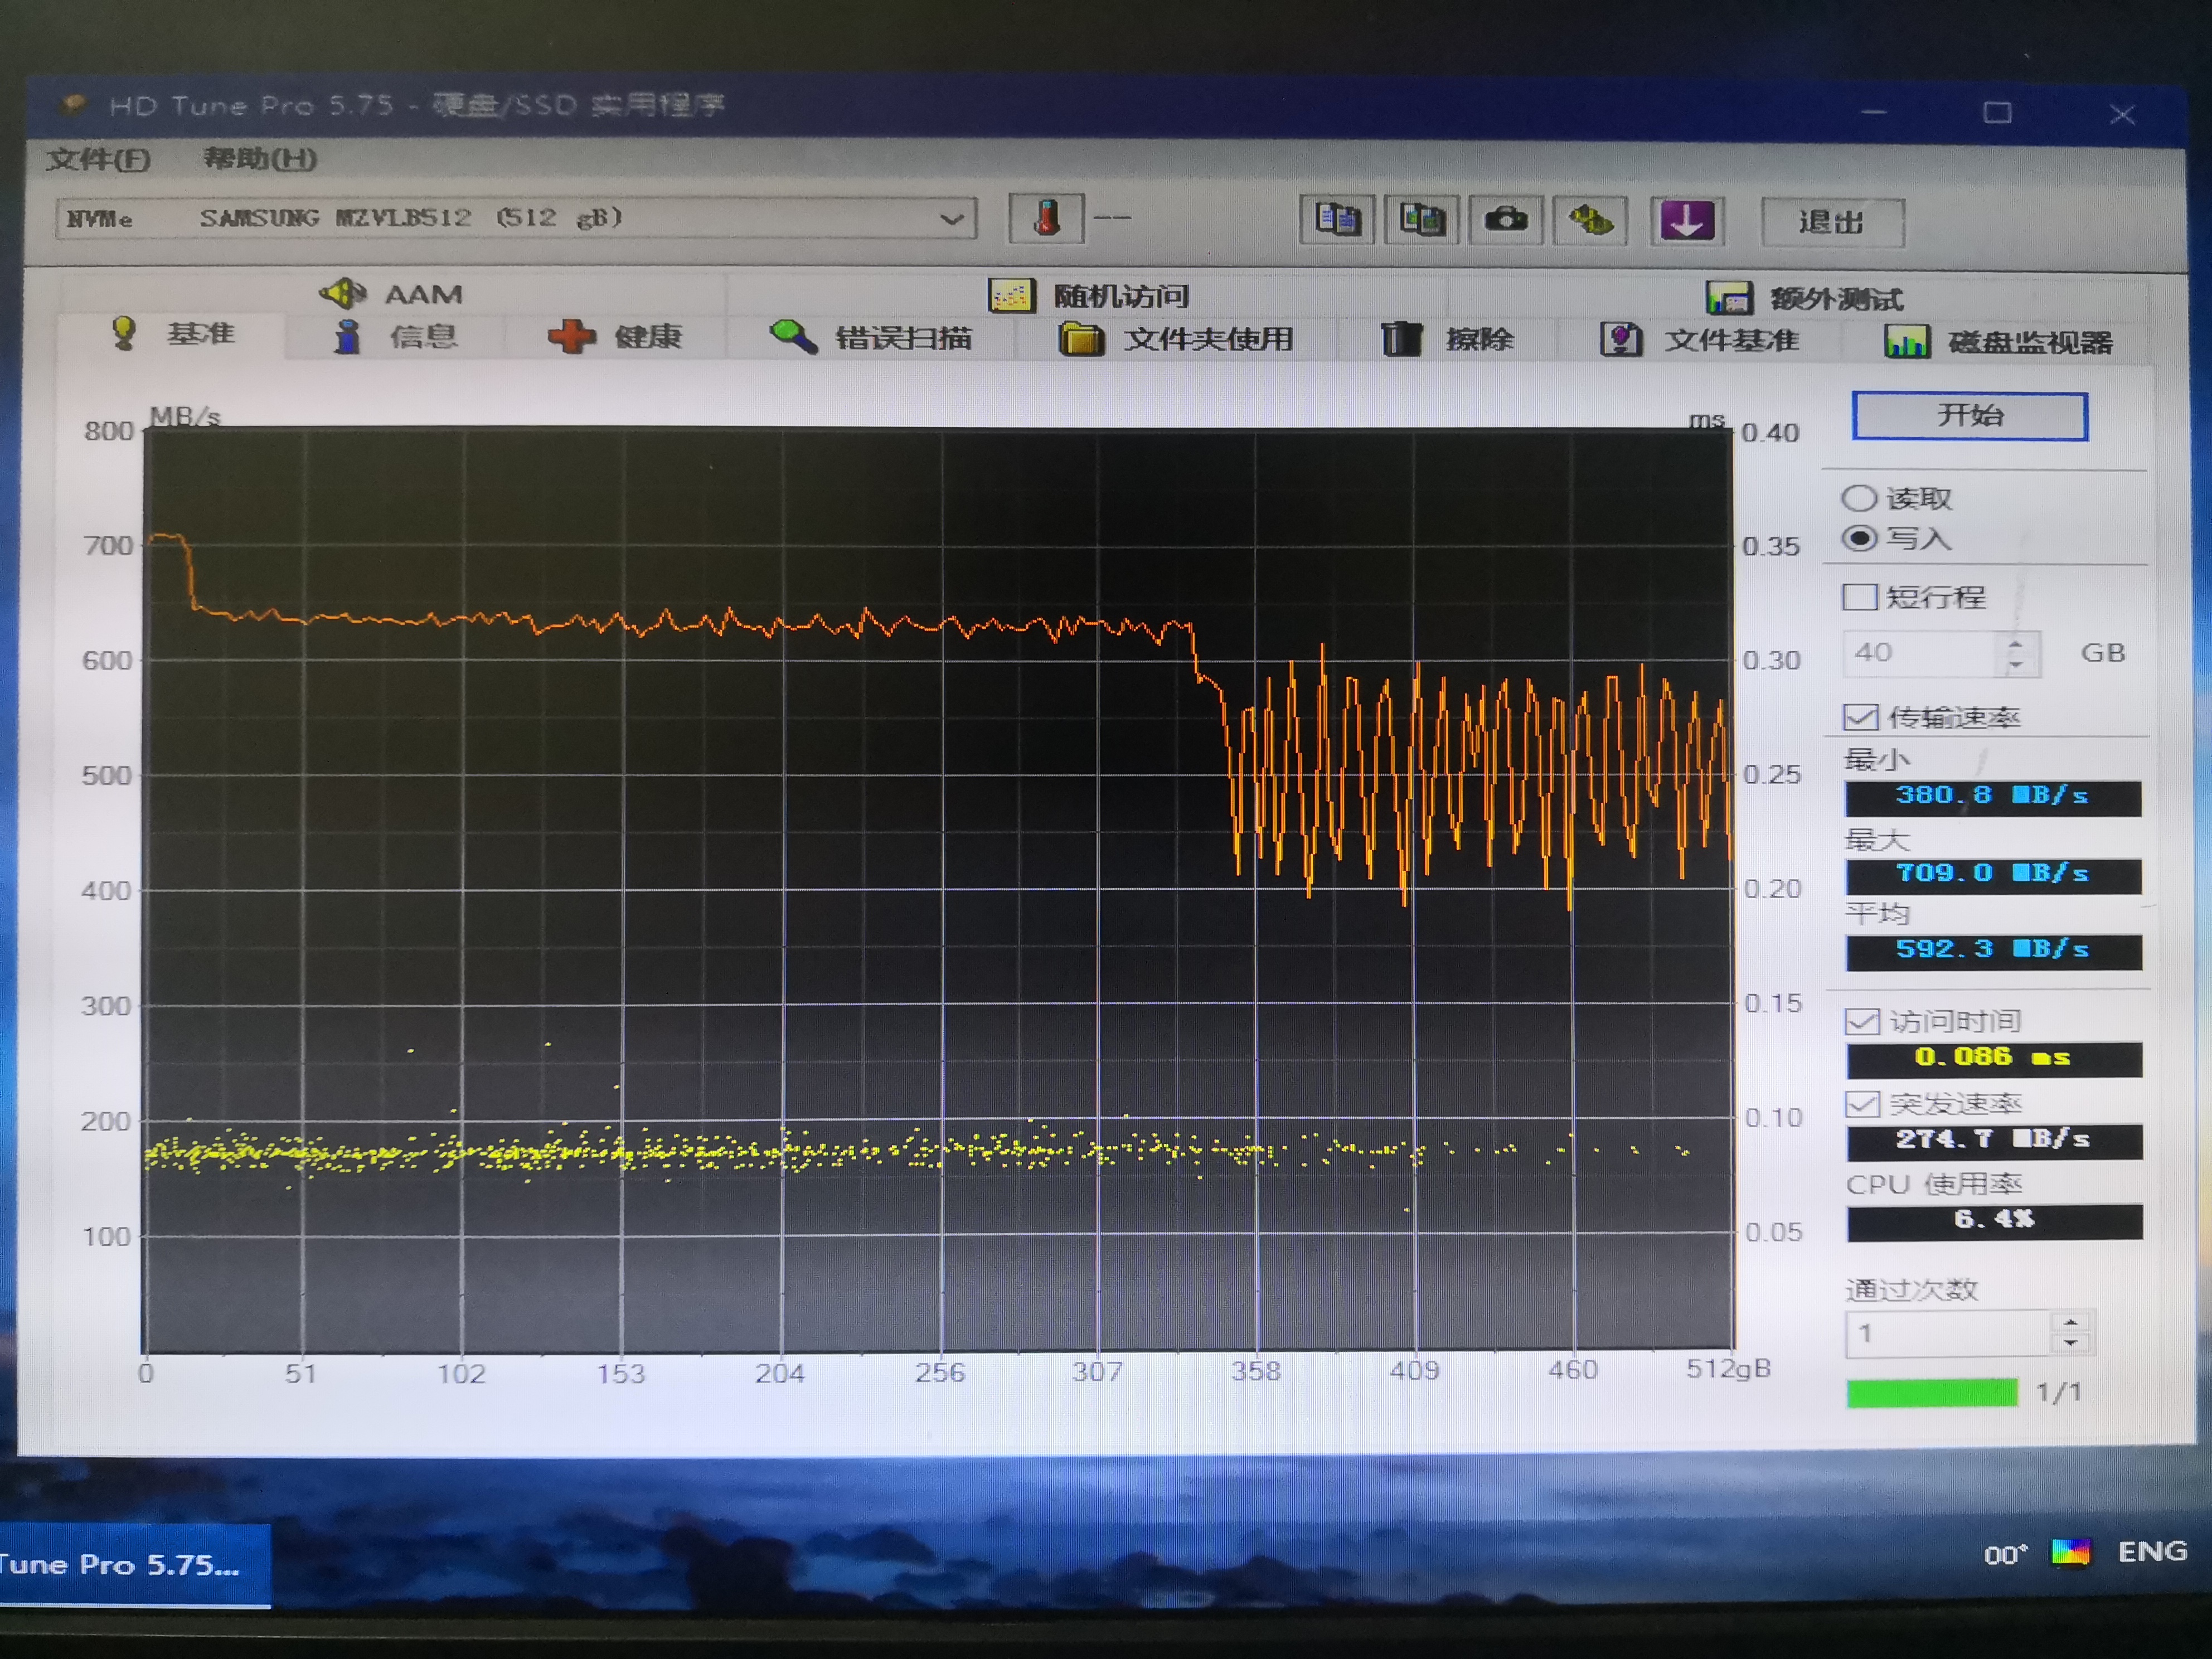 HD Tune Pro 5.75 - 硬盘/SSD 实用程序
文件(F) 帮助(H)
NVMe SAMSUNG MZVLB512 (512 gB)
--
退出
AAM 随机访问 额外测试
基准 信息 健康 错误扫描 文件夹使用 擦除 文件基准 磁盘监视器
MB/s
ms
800
700
600
500
400
300
200
100
0.40
0.35
0.30
0.25
0.20
0.15
0.10
0.05
0 51 102 153 204 256 307 358 409 460 512gB
开始
读取
写入
短行程
40 GB
传输速率
最小
380.8 MB/s
最大
709.0 MB/s
平均
592.3 MB/s
访问时间
0.086 ms
突发速率
274.7 MB/s
CPU 使用率
6.4%
通过次数
1
1/1
Tune Pro 5.75...
00° ENG